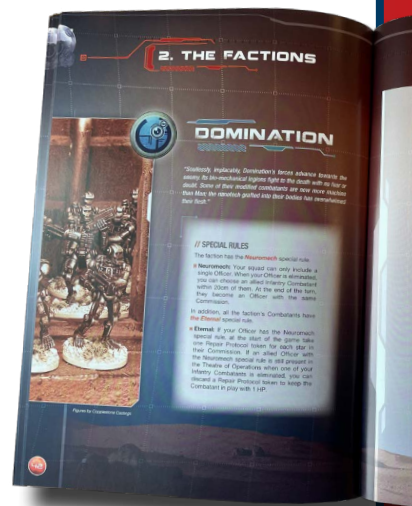 2. THE FACTIONS
DOMINATION
"Soullessly, implacably, Domination's forces advance towards the
enemy. Its bio-mechanical legions fight to the death with no fear or
doubt. Some of their modified combatants are now more machine
than Man; the nanotech grafted into their bodies has overwhelmed
their flesh."
// SPECIAL RULES
The faction has the Neuromech special rule.
Neuromech: Your squad can only include a
single Officer. When your Officer is eliminated,
you can choose an allied Infantry Combatant
within 20cm of them. At the end of the turn,
they become an Officer with the same
Commission.
In addition, all the faction's Combatants have
the Eternal special rule.
Eternal: If your Officer has the Neuromech
special rule, at the start of the game take
one Repair Protocol token for each star in
their Commission. If an allied Officer with
the Neuromech special rule is still present in
the Theatre of Operations when one of your
Infantry Combatants is eliminated, you can
discard a Repair Protocol token to keep the
Combatant in play with 1 HP.
Figures by Copplestone Castings